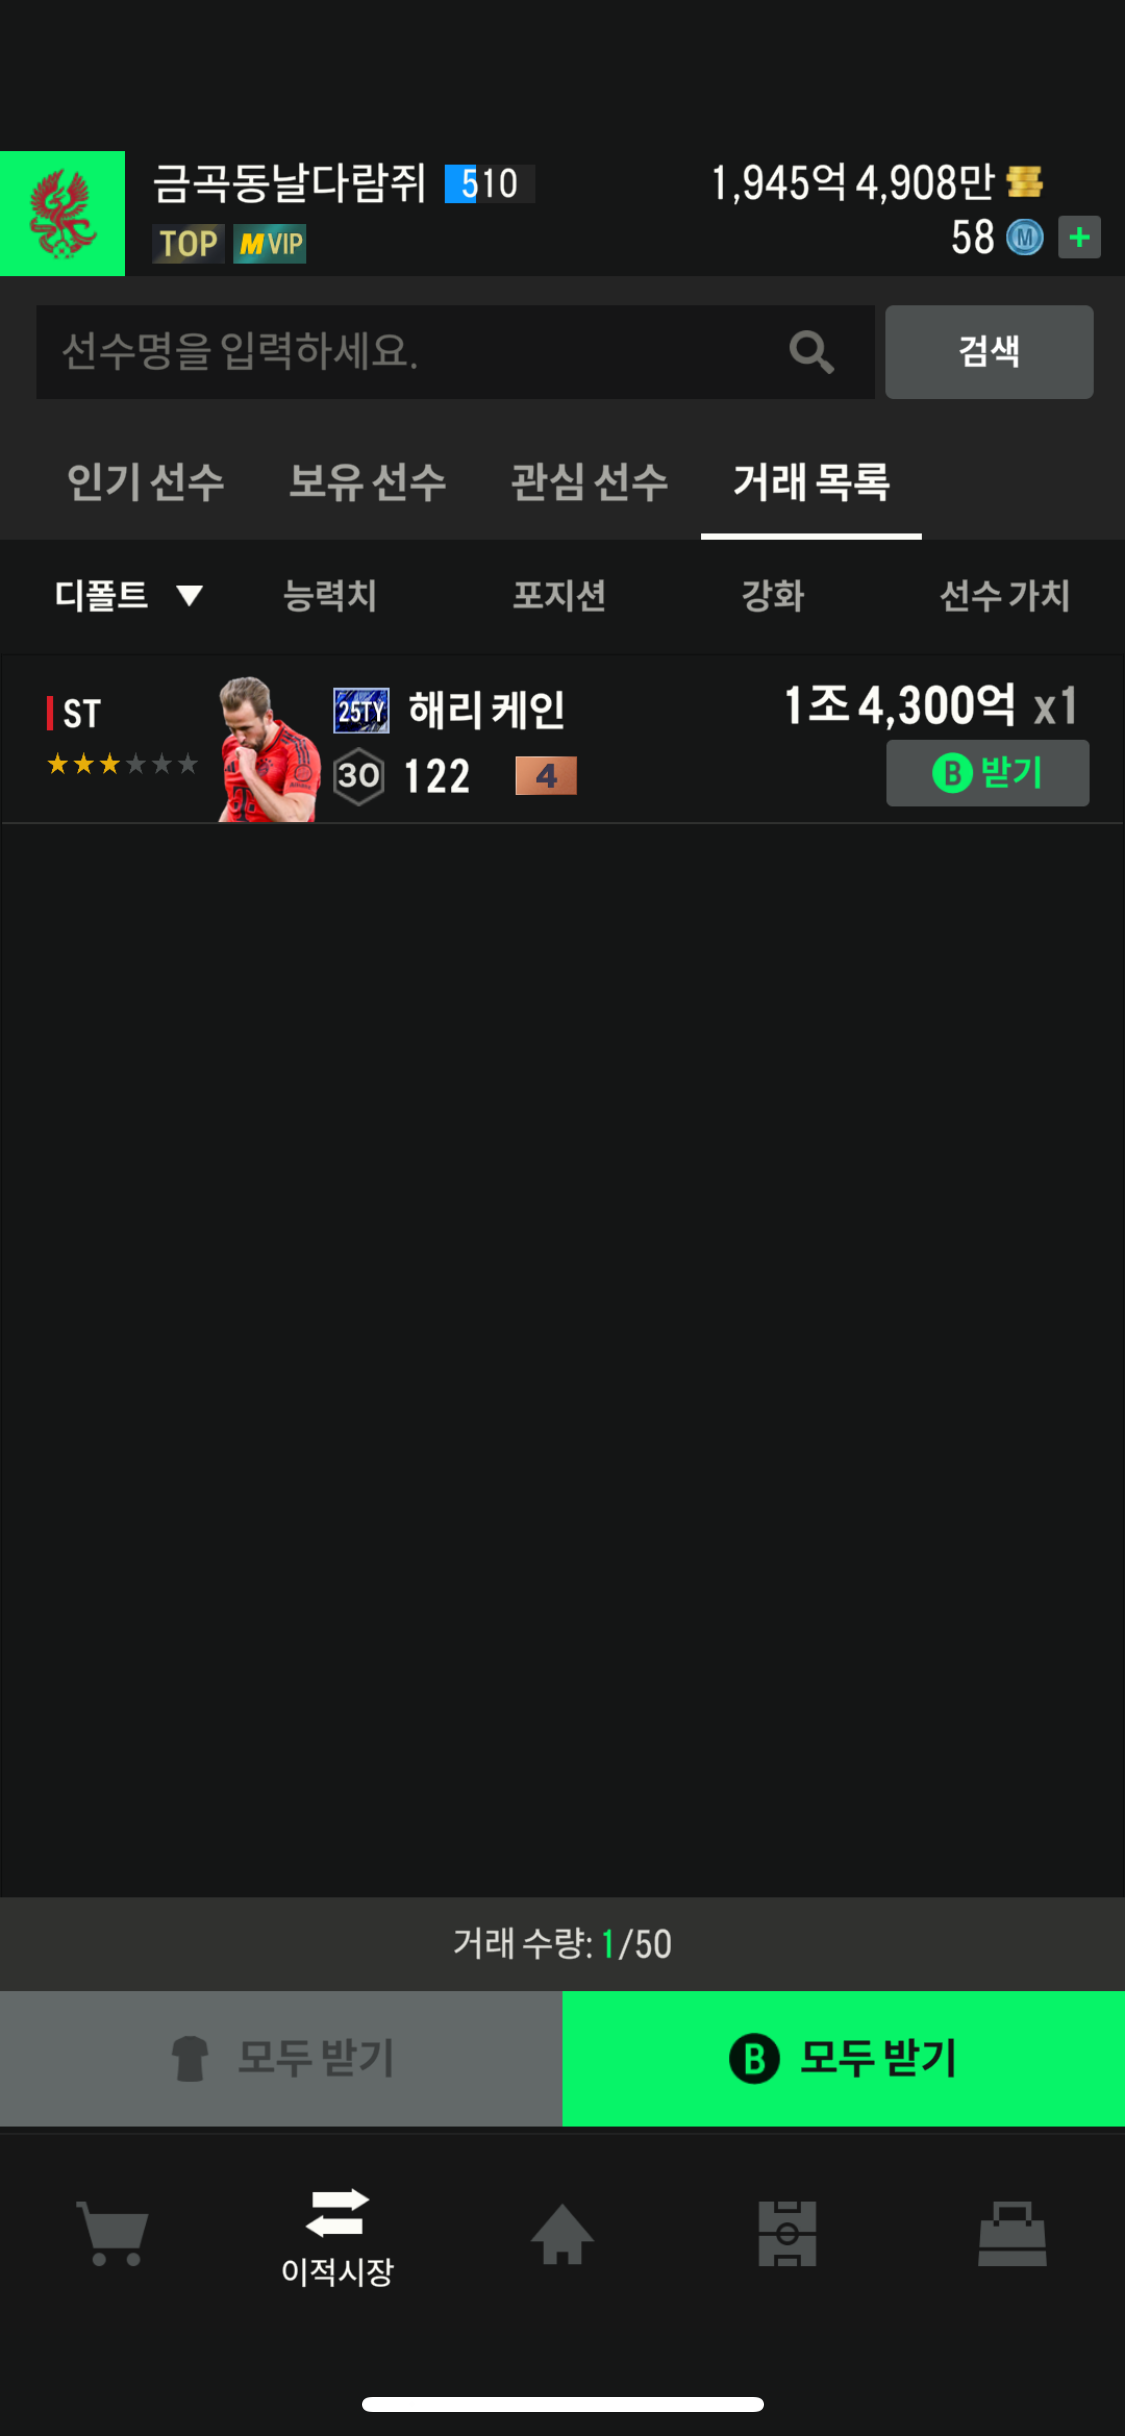 금곡동날다람쥐 510 1,945억 4,908만
TOP M VIP 58 M +
선수명을 입력하세요. 검색
인기 선수 보유 선수 관심 선수 거래 목록
디폴트 ▼ 능력치 포지션 강화 선수 가치
ST 25TY 해리 케인 1조 4,300억 x1
30 122 4 B 받기
거래 수량: 1/50
모두 받기 B 모두 받기
이적시장